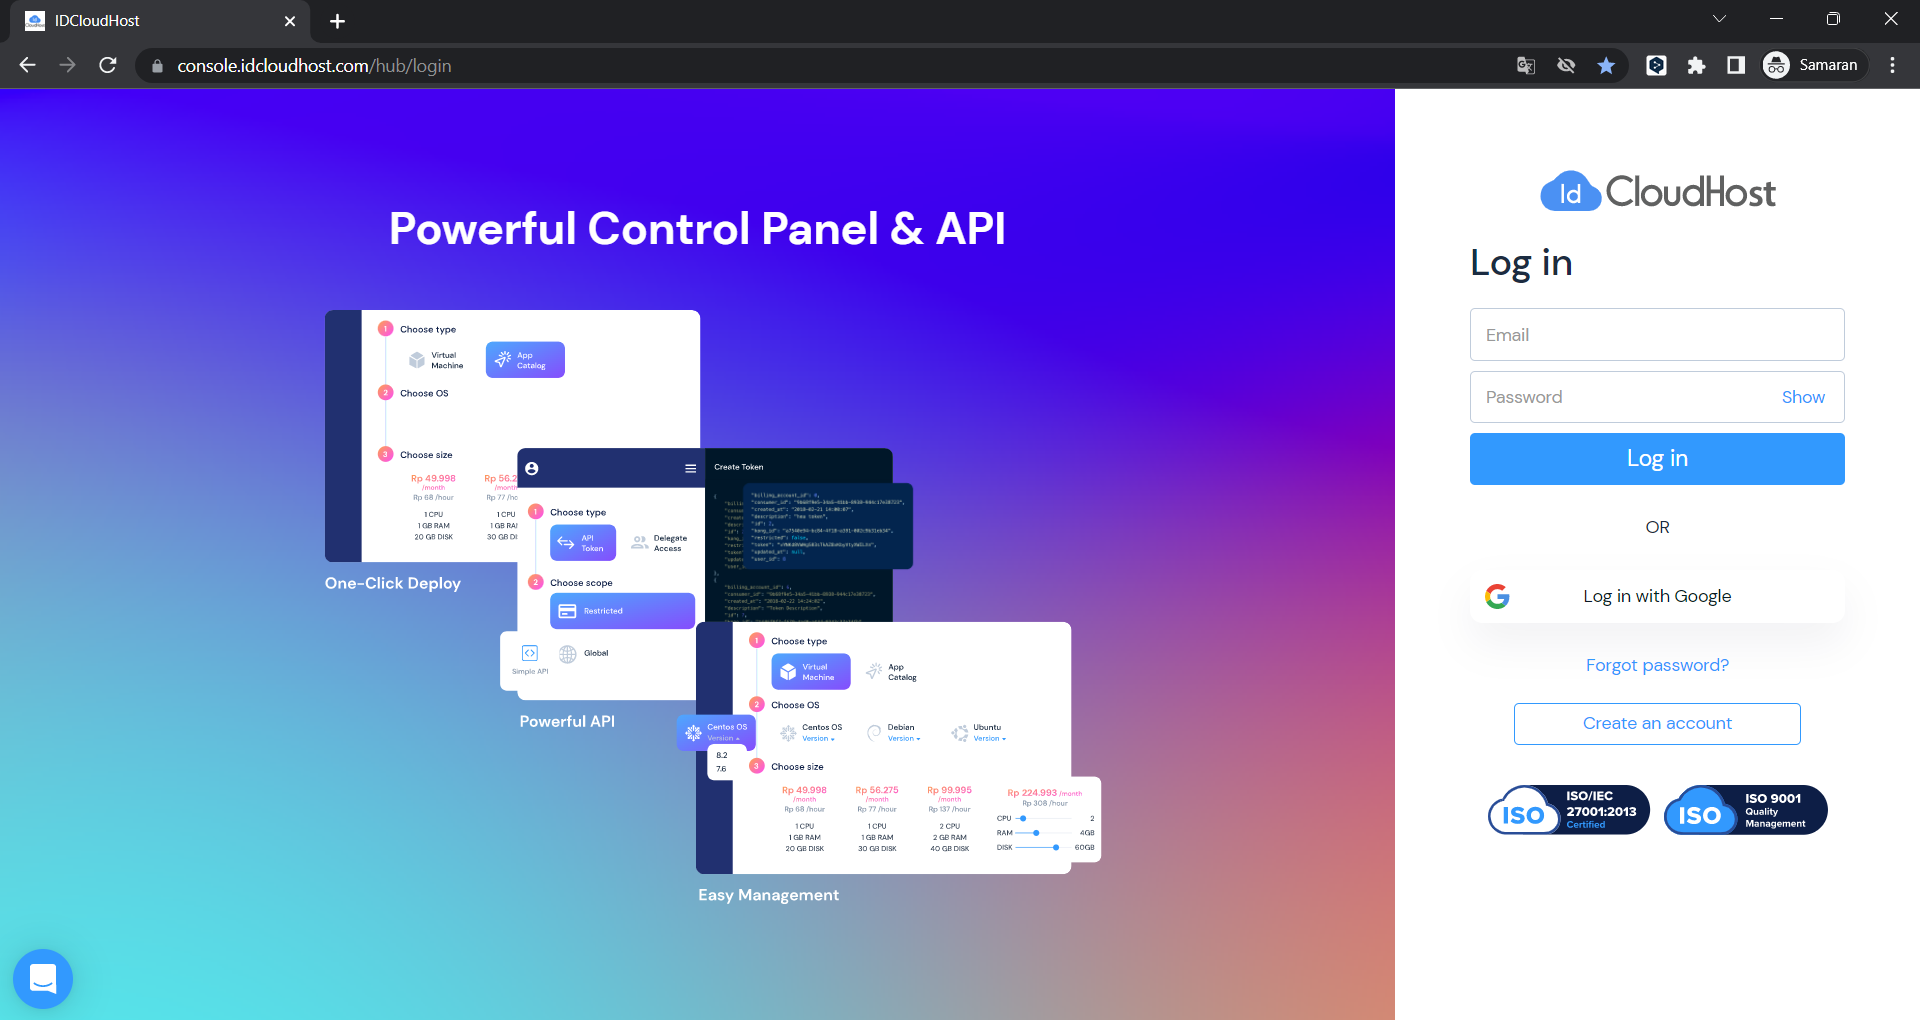 IDCloudHost
console.idcloudhost.com/hub/login
Samaran
Powerful Control Panel & API
1 Choose type
Virtual Machine
App Catalog
2 Choose OS
3 Choose size
Rp 49.998
/month
Rp 68 /hour
1 CPU
1 GB RAM
20 GB DISK
Rp 56.2
Rp 77 /ho
1 CPU
30 GB DI
One-Click Deploy
1 Choose type
API Token
Delegate Access
2 Choose scope
Restricted
Simple API
Global
Powerful API
Create Token
1 Choose type
Virtual Machine
App Catalog
2 Choose OS
Centos OS
Version
8.2
7.6
Centos OS
Version
Debian
Version
Ubuntu
Version
3 Choose size
Rp 49.998
/month
Rp 68 /hour
1 CPU
1 GB RAM
20 GB DISK
Rp 56.275
/month
Rp 77 /hour
1 CPU
1 GB RAM
30 GB DISK
Rp 99.995
/month
Rp 137 /hour
2 CPU
2 GB RAM
40 GB DISK
Rp 224.993 /month
Rp 308 /hour
CPU 2
RAM 4GB
DISK 60GB
Easy Management
Id CloudHost
Log in
Email
Password Show
Log in
OR
Log in with Google
Forgot password?
Create an account
ISO
ISO/IEC
27001:2013
Certified
ISO
ISO 9001
Quality
Management